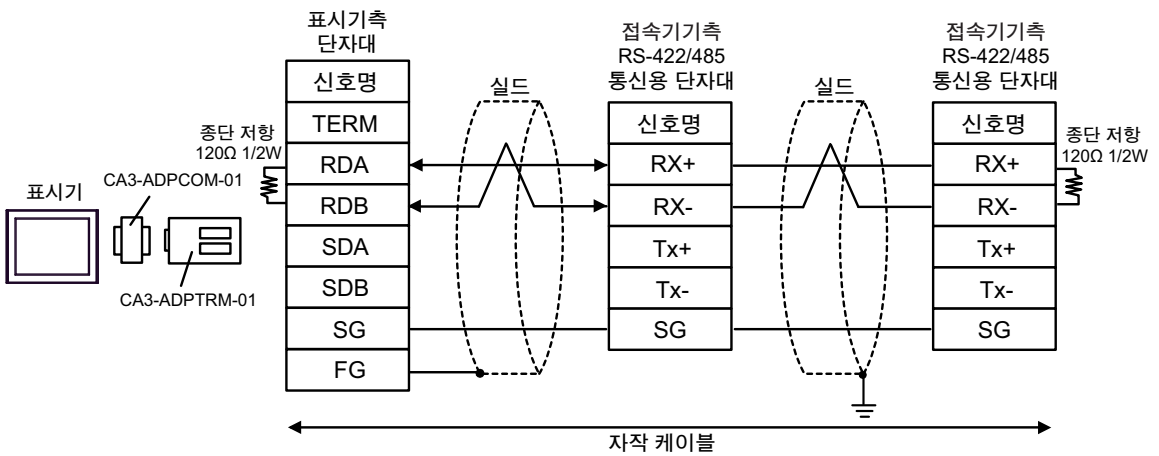 표시기
CA3-ADPCOM-01
CA3-ADPTRM-01
종단 저항
120Ω 1/2W
표시기측
단자대
신호명
TERM
RDA
RDB
SDA
SDB
SG
FG
실드
접속기기측
RS-422/485
통신용 단자대
신호명
RX+
RX-
Tx+
Tx-
SG
실드
접속기기측
RS-422/485
통신용 단자대
신호명
RX+
RX-
Tx+
Tx-
SG
종단 저항
120Ω 1/2W
자작 케이블